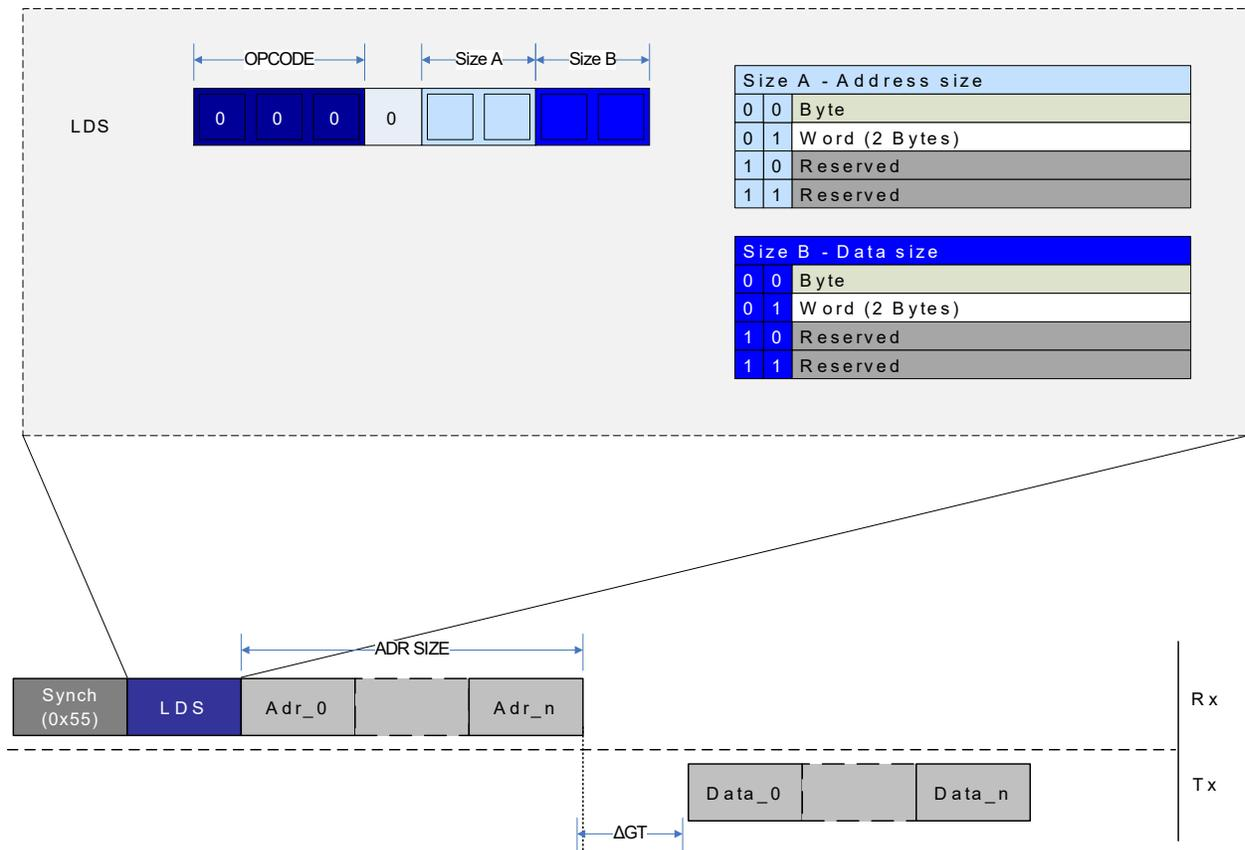 OPCODE Size A Size B
LDS 0 0 0 0
Size A - Address size
0 0 Byte
0 1 Word (2 Bytes)
1 0 Reserved
1 1 Reserved
Size B - Data size
0 0 Byte
0 1 Word (2 Bytes)
1 0 Reserved
1 1 Reserved
ADR SIZE
Synch
(0x55)
LDS Adr_0 Adr_n
Rx
Data_0 Data_n
Tx
ΔGT